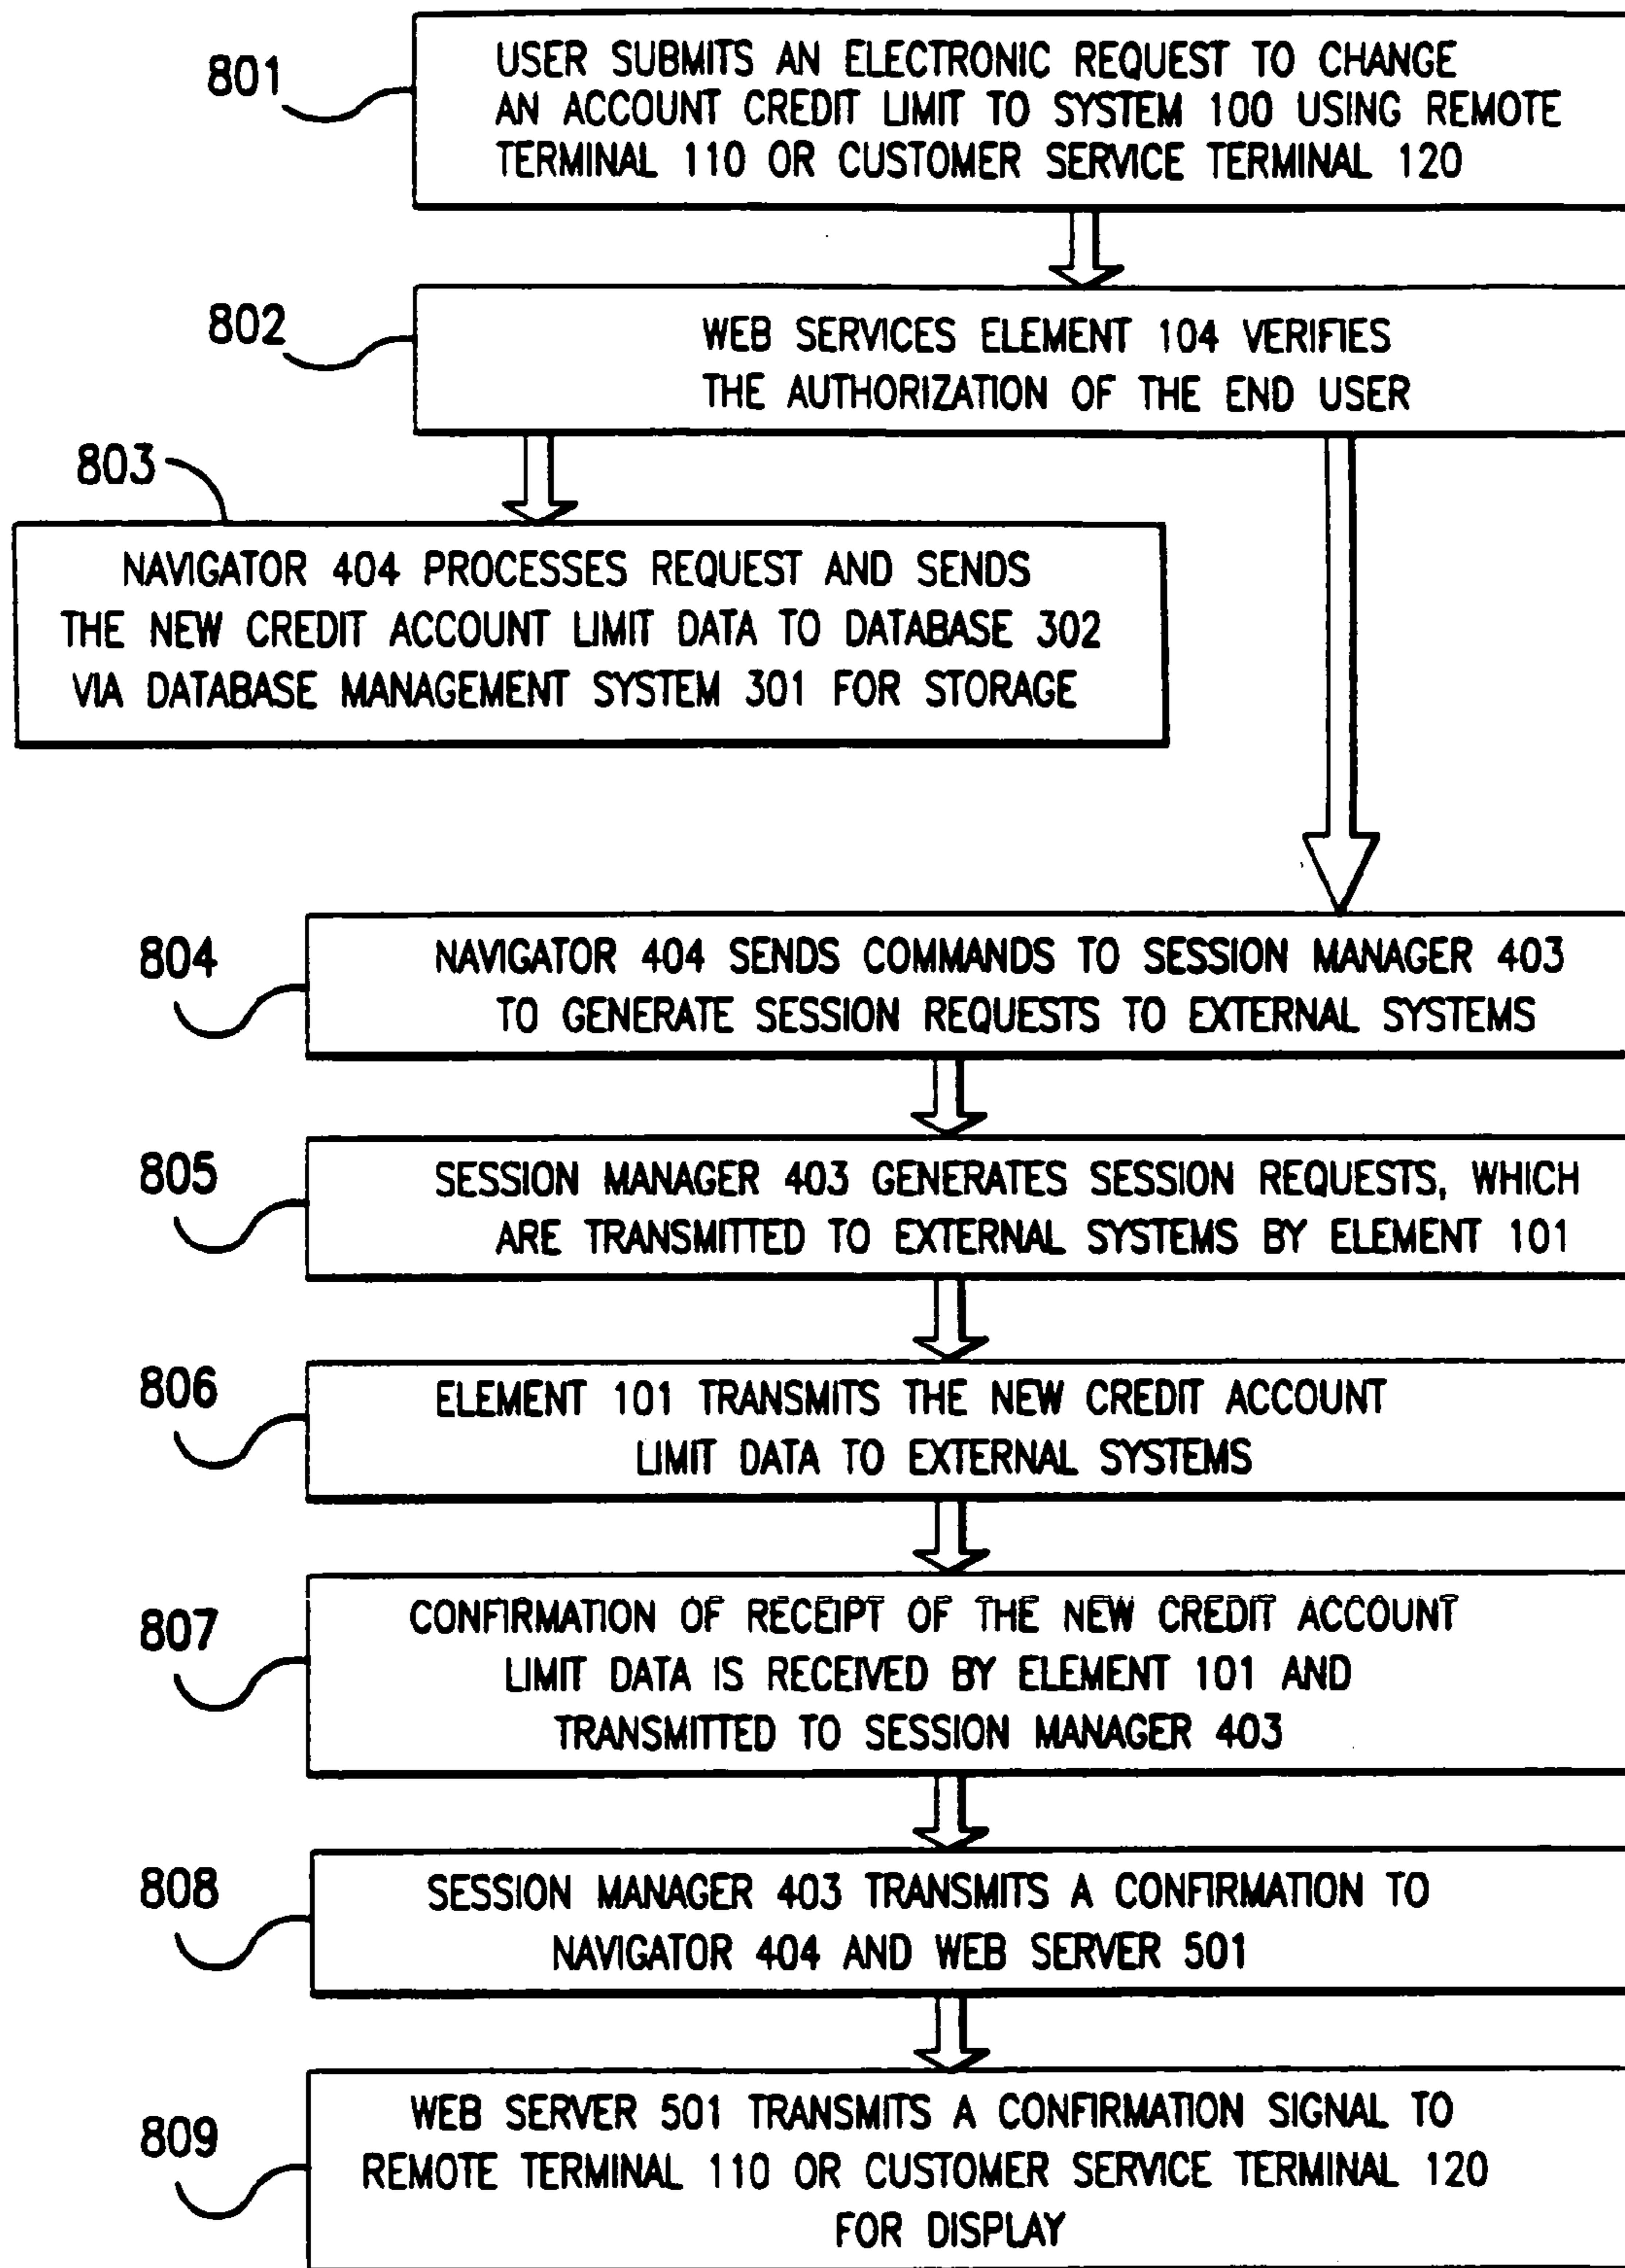 801
USER SUBMITS AN ELECTRONIC REQUEST TO CHANGE
AN ACCOUNT CREDIT LIMIT TO SYSTEM 100 USING REMOTE
TERMINAL 110 OR CUSTOMER SERVICE TERMINAL 120
802
WEB SERVICES ELEMENT 104 VERIFIES
THE AUTHORIZATION OF THE END USER
803
NAVIGATOR 404 PROCESSES REQUEST AND SENDS
THE NEW CREDIT ACCOUNT LIMIT DATA TO DATABASE 302
VIA DATABASE MANAGEMENT SYSTEM 301 FOR STORAGE
804
NAVIGATOR 404 SENDS COMMANDS TO SESSION MANAGER 403
TO GENERATE SESSION REQUESTS TO EXTERNAL SYSTEMS
805
SESSION MANAGER 403 GENERATES SESSION REQUESTS, WHICH
ARE TRANSMITTED TO EXTERNAL SYSTEMS BY ELEMENT 101
806
ELEMENT 101 TRANSMITS THE NEW CREDIT ACCOUNT
LIMIT DATA TO EXTERNAL SYSTEMS
807
CONFIRMATION OF RECEIPT OF THE NEW CREDIT ACCOUNT
LIMIT DATA IS RECEIVED BY ELEMENT 101 AND
TRANSMITTED TO SESSION MANAGER 403
808
SESSION MANAGER 403 TRANSMITS A CONFIRMATION TO
NAVIGATOR 404 AND WEB SERVER 501
809
WEB SERVER 501 TRANSMITS A CONFIRMATION SIGNAL TO
REMOTE TERMINAL 110 OR CUSTOMER SERVICE TERMINAL 120
FOR DISPLAY